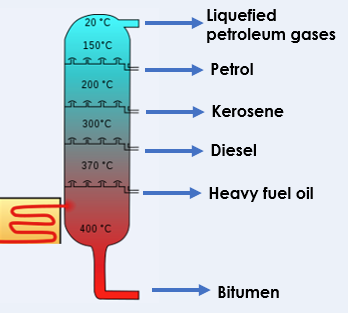 20 °C
Liquefied
petroleum gases
150°C
Petrol
200 °C
Kerosene
300°C
Diesel
370 °C
Heavy fuel oil
400 °C
Bitumen